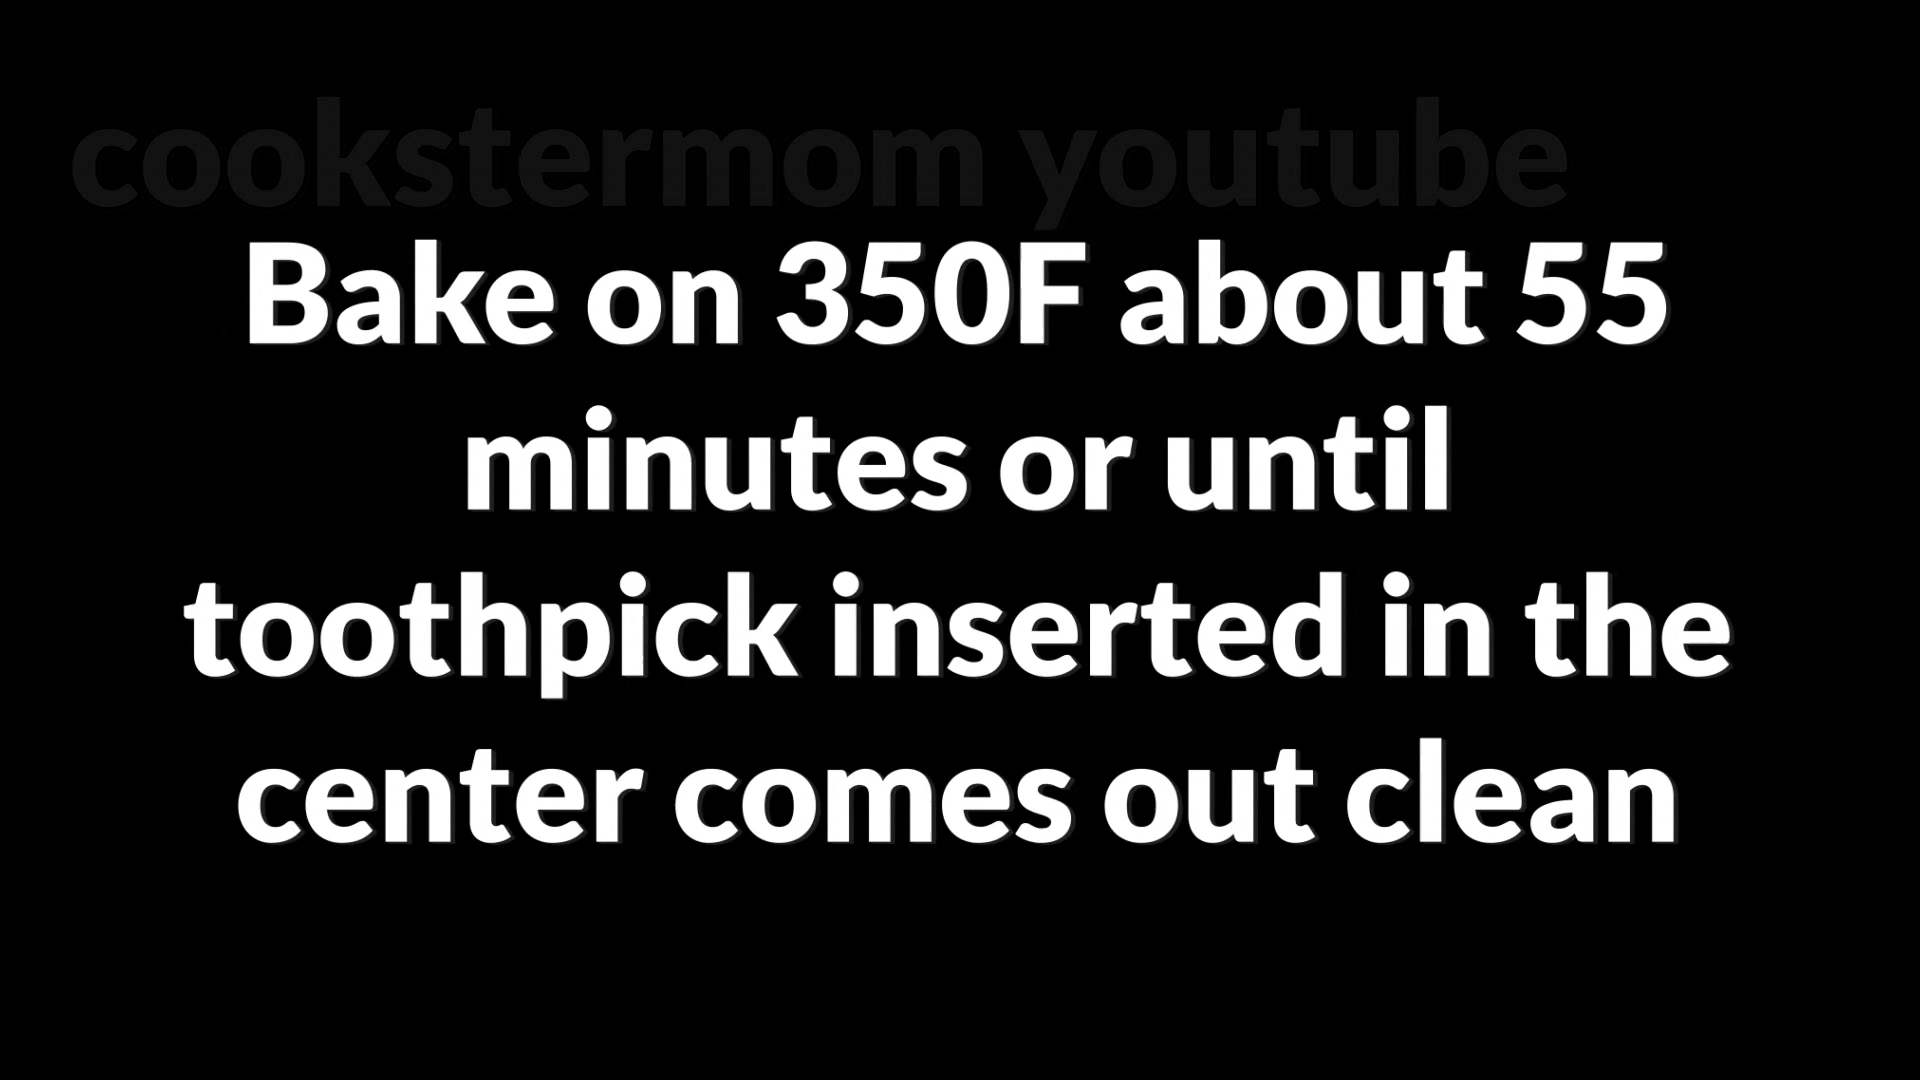 cookstermom youtube
Bake on 350F about 55
minutes or until
toothpick inserted in the
center comes out clean